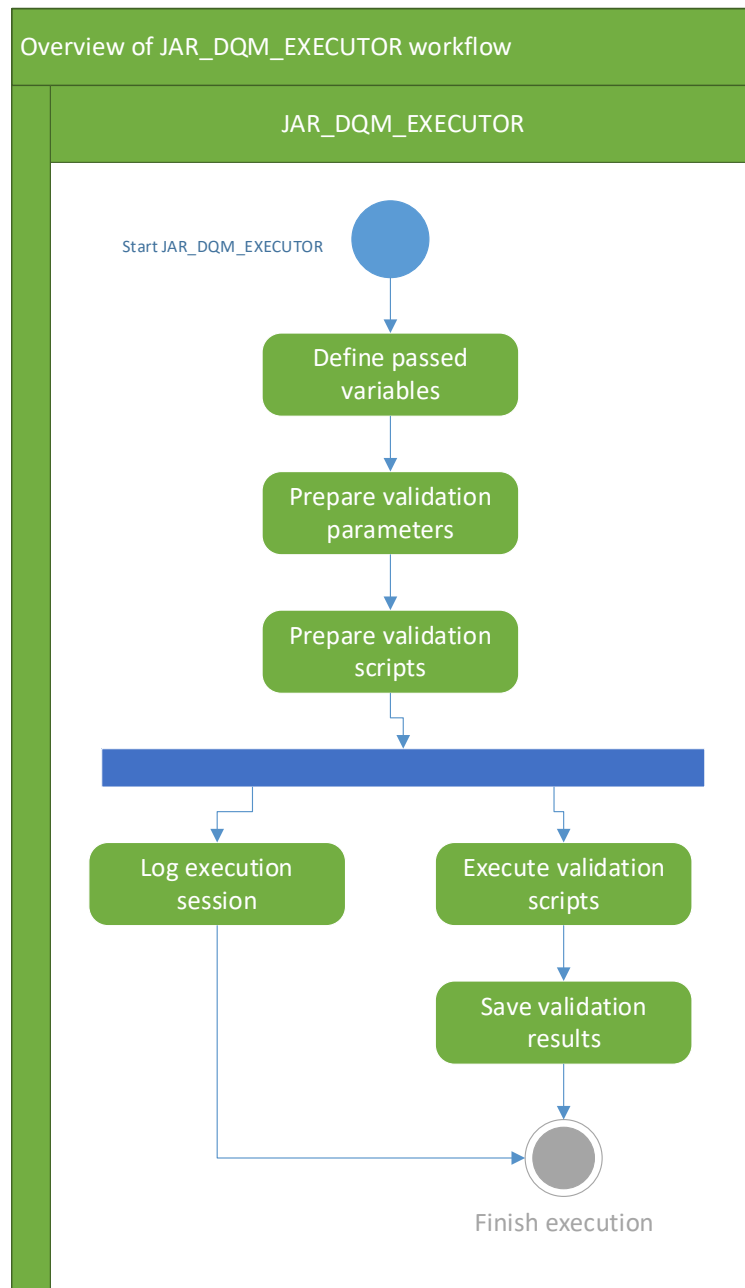 Overview of JAR_DQM_EXECUTOR workflow
JAR_DQM_EXECUTOR
Start JAR_DQM_EXECUTOR
Define passed
variables
Prepare validation
parameters
Prepare validation
scripts
Log execution
session
Execute validation
scripts
Save validation
results
Finish execution